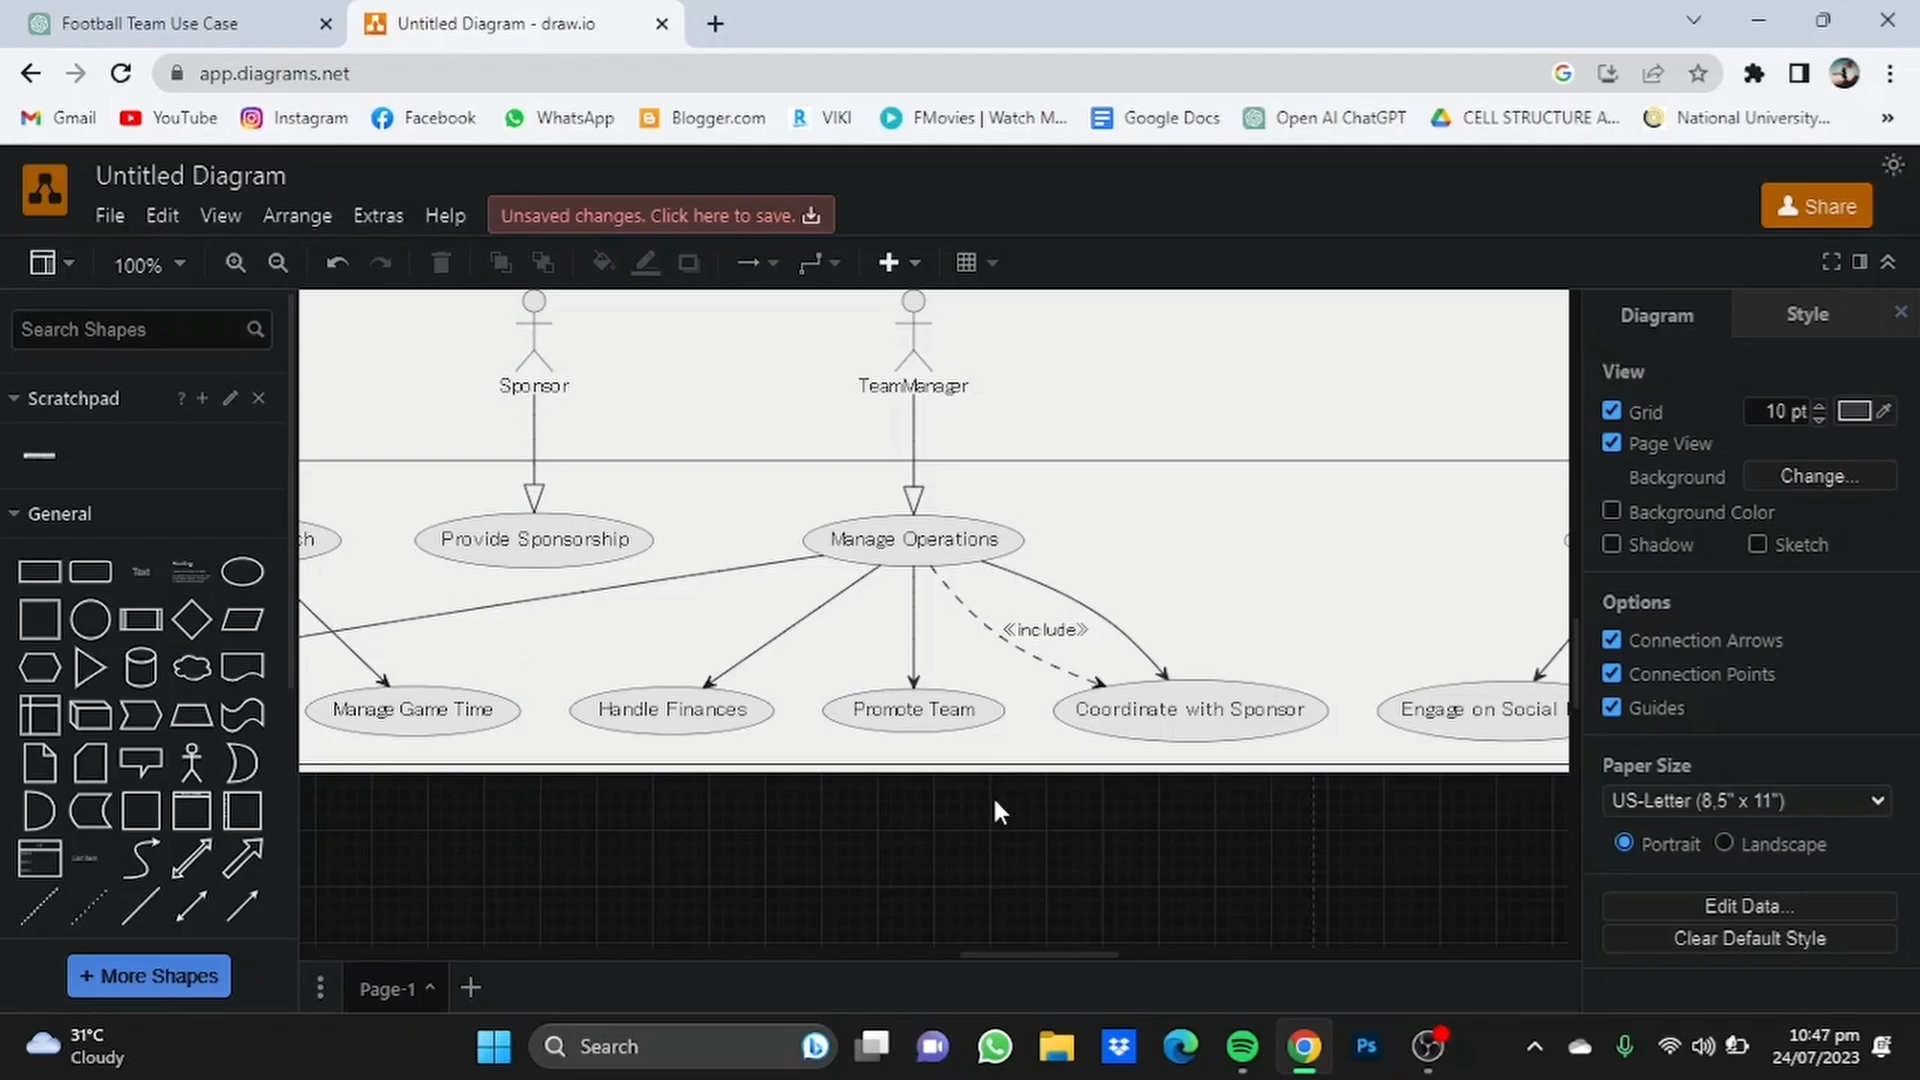 Football Team Use Case
Untitled Diagram - draw.io
app.diagrams.net
Gmail
YouTube
Instagram
Facebook
WhatsApp
Blogger.com
VIKI
FMovies | Watch M...
Google Docs
Open AI ChatGPT
CELL STRUCTURE A...
National University...
Untitled Diagram
File Edit View Arrange Extras Help
Unsaved changes. Click here to save.
Share
100%
Search Shapes
Scratchpad
General
Text
Heading
List Item
+ More Shapes
Sponsor
TeamManager
ch
Provide Sponsorship
Manage Operations
«include»
Manage Game Time
Handle Finances
Promote Team
Coordinate with Sponsor
Engage on Social
Page-1
Diagram
Style
View
Grid
10 pt
Page View
Background
Change...
Background Color
Shadow
Sketch
Options
Connection Arrows
Connection Points
Guides
Paper Size
US-Letter (8,5" x 11")
Portrait
Landscape
Edit Data...
Clear Default Style
31°C
Cloudy
Search
Ps
10:47 pm
24/07/2023